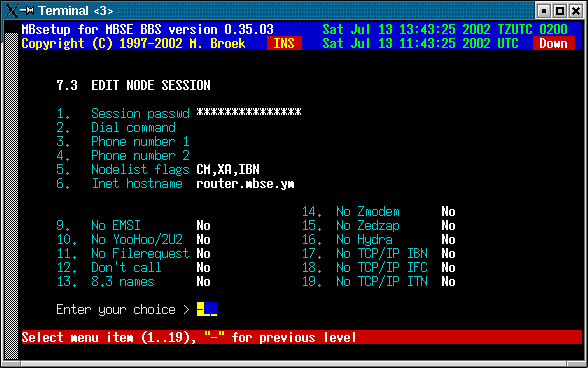 Terminal <3>
MBsetup for MBSE BBS version 0.35.03 Sat Jul 13 13:43:25 2002 TZUTC 0200
Copyright (C) 1997-2002 M. Broek INS Sat Jul 13 11:43:25 2002 UTC Down
7.3 EDIT NODE SESSION
1. Session passwd ***************
2. Dial command
3. Phone number 1
4. Phone number 2
5. Nodelist flags CM,XA,IBN
6. Inet hostname router.mbse.ym
14. No Zmodem No
9. No EMSI No 15. No Zedzap No
10. No YooHoo/2U2 No 16. No Hydra No
11. No Filerequest No 17. No TCP/IP IBN No
12. Don't call No 18. No TCP/IP IFC No
13. 8.3 names No 19. No TCP/IP ITN No
Enter your choice > -
Select menu item (1..19), "-" for previous level